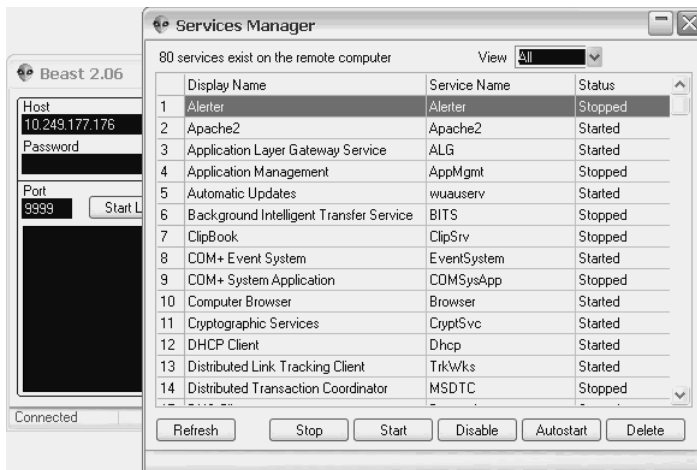 Services Manager
80 services exist on the remote computer View All
Display Name Service Name Status
1 Alerter Alerter Stopped
2 Apache2 Apache2 Started
3 Application Layer Gateway Service ALG Started
4 Application Management AppMgmt Stopped
5 Automatic Updates wuauserv Started
6 Background Intelligent Transfer Service BITS Stopped
7 ClipBook ClipSrv Stopped
8 COM+ Event System EventSystem Started
9 COM+ System Application COMSysApp Stopped
10 Computer Browser Browser Started
11 Cryptographic Services CryptSvc Started
12 DHCP Client Dhcp Started
13 Distributed Link Tracking Client TrkWks Started
14 Distributed Transaction Coordinator MSDTC Stopped
Refresh Stop Start Disable Autostart Delete
Beast 2.06
Host
10.249.177.176
Password
Port
9999 Start L
Connected